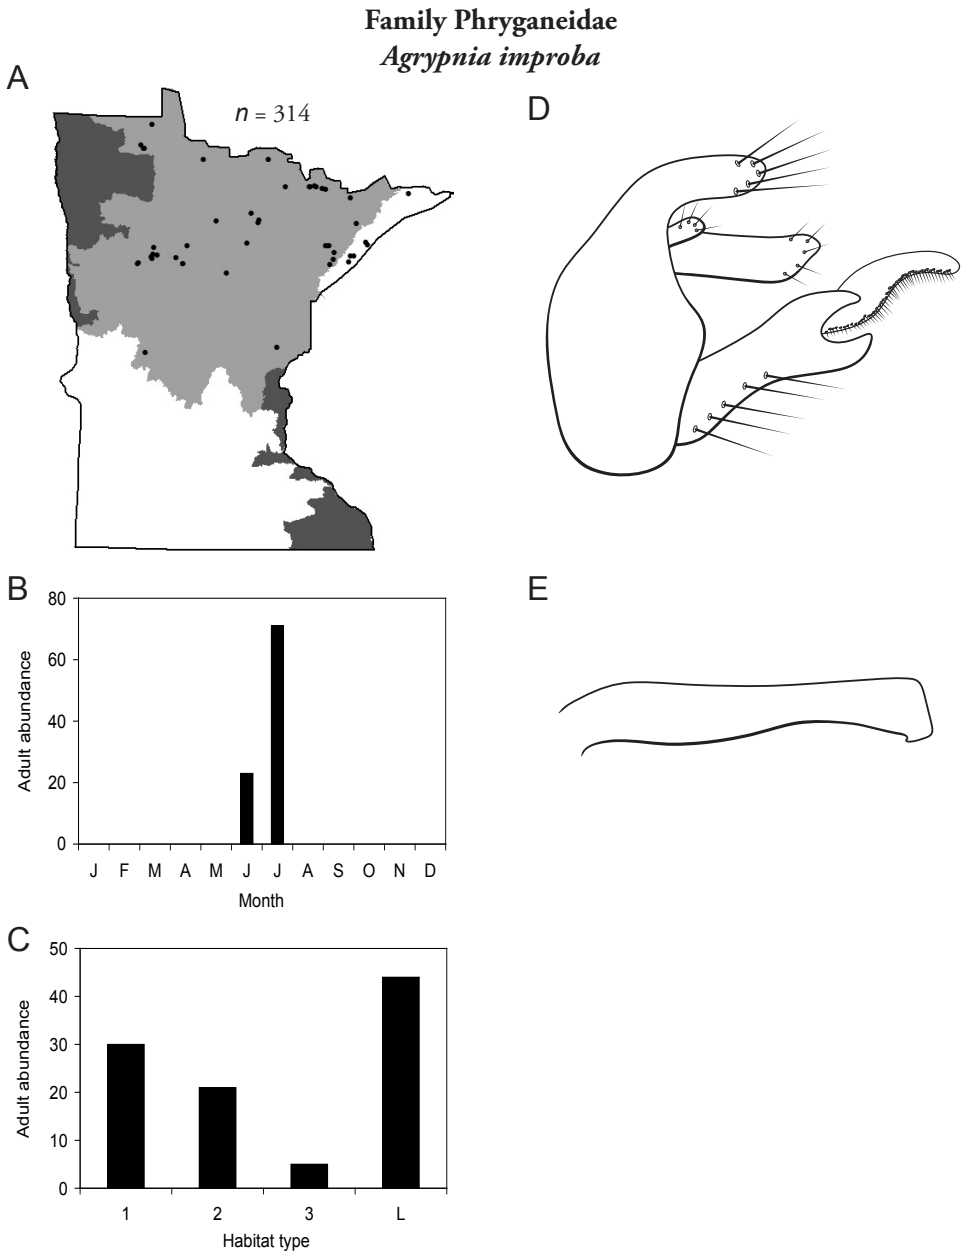 Family Phryganeidae
Agrypnia improba
A
n = 314
D
B
80
60
40
20
0
Adult abundance
J F M A M J J A S O N D
Month
E
C
50
40
30
20
10
0
Adult abundance
1 2 3 L
Habitat type